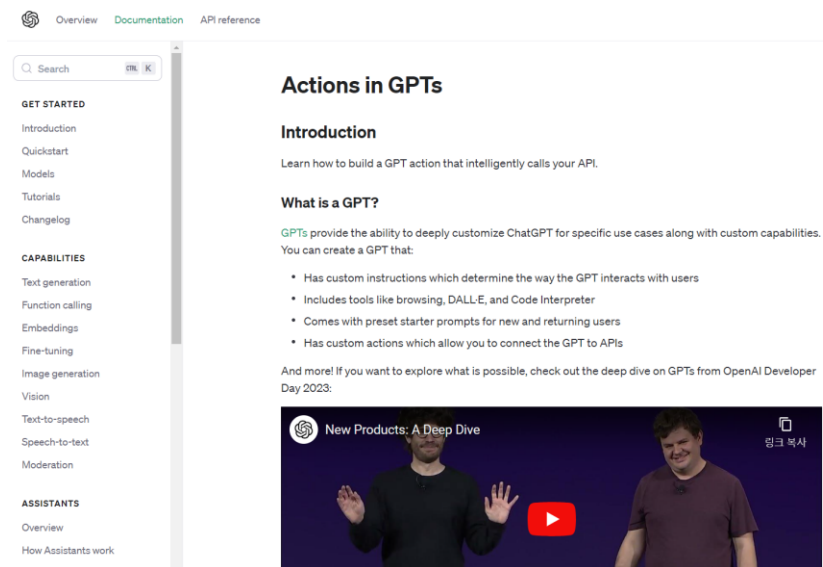 Overview Documentation API reference
Search CTRL K
GET STARTED
Introduction
Quickstart
Models
Tutorials
Changelog
CAPABILITIES
Text generation
Function calling
Embeddings
Fine-tuning
Image generation
Vision
Text-to-speech
Speech-to-text
Moderation
ASSISTANTS
Overview
How Assistants work
Actions in GPTs
Introduction
Learn how to build a GPT action that intelligently calls your API.
What is a GPT?
GPTs provide the ability to deeply customize ChatGPT for specific use cases along with custom capabilities.
You can create a GPT that:
• Has custom instructions which determine the way the GPT interacts with users
• Includes tools like browsing, DALL·E, and Code Interpreter
• Comes with preset starter prompts for new and returning users
• Has custom actions which allow you to connect the GPT to APIs
And more! If you want to explore what is possible, check out the deep dive on GPTs from OpenAI Developer
Day 2023:
New Products: A Deep Dive
링크 복사